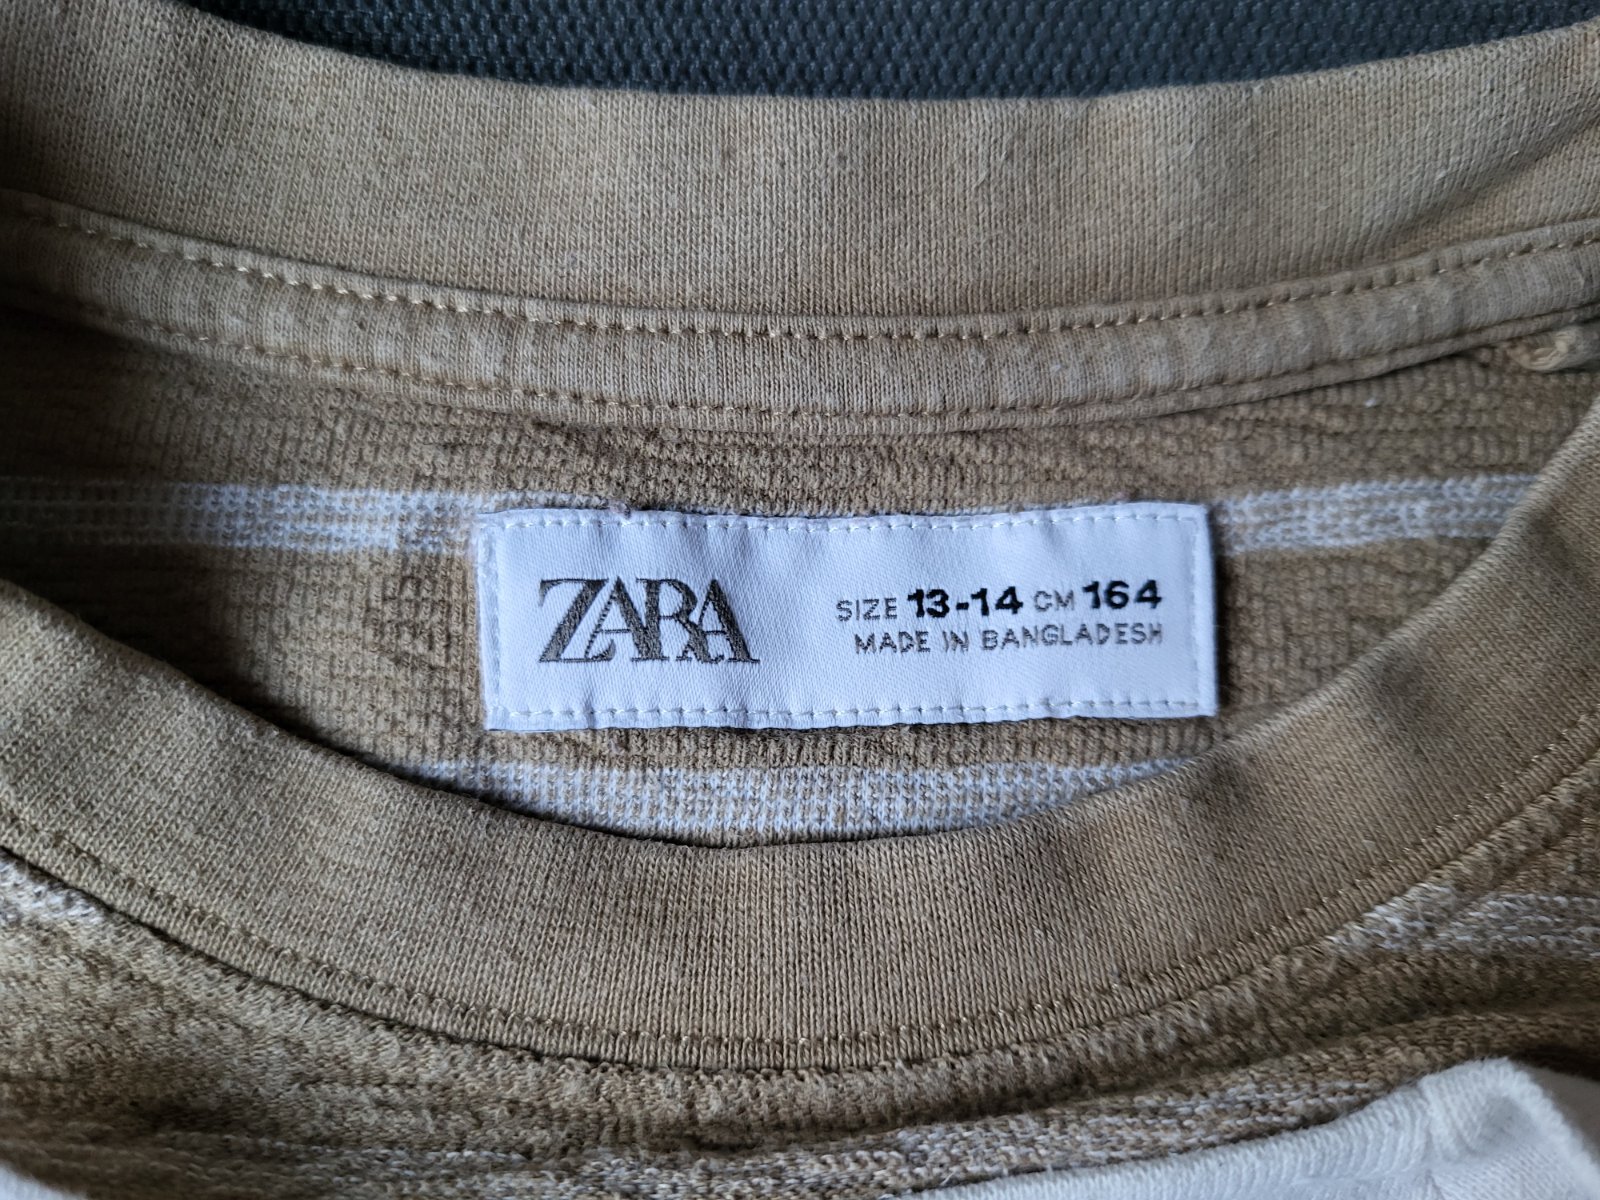 ZARA
SIZE 13-14 CM 164
MADE IN BANGLADESH